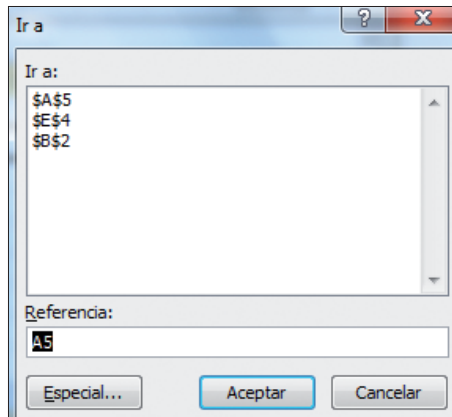 Ir a
Ir a:
$A$5
$E$4
$B$2
Referencia:
A5
Especial... Aceptar Cancelar